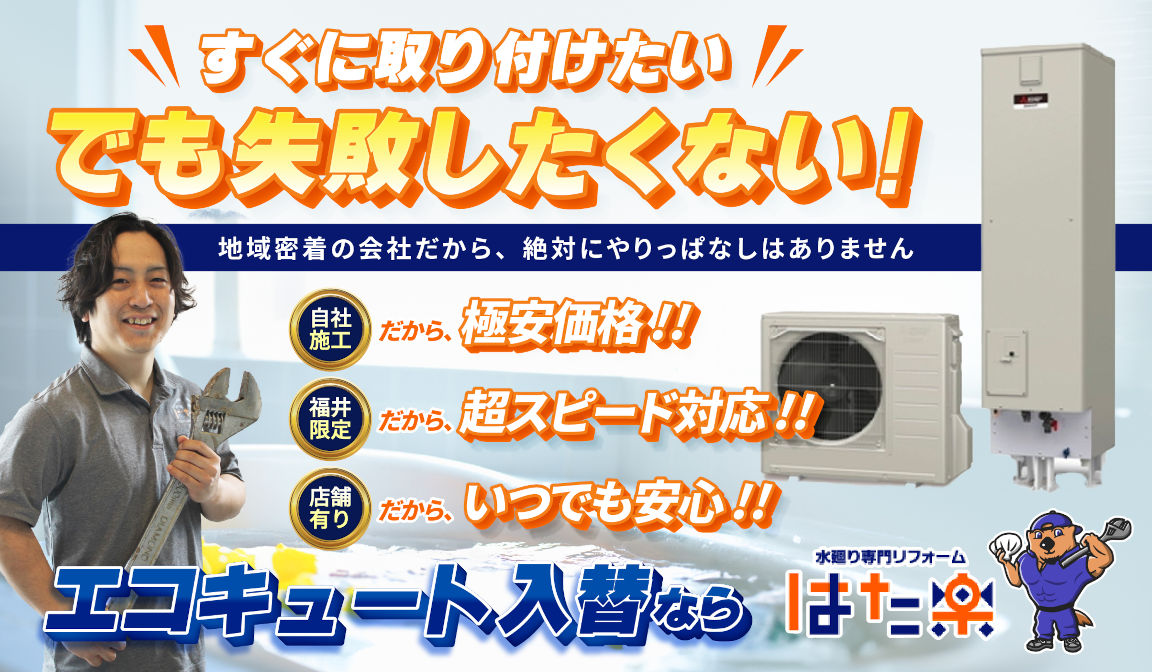 すぐに取り付けたい
でも失敗したくない!
地域密着の会社だから、絶対にやりっぱなしはありません
自社施工だから、極安価格!!
福井限定だから、超スピード対応!!
店舗有りだから、いつでも安心!!
エコキュート入替なら
水廻り専門リフォーム
はた楽